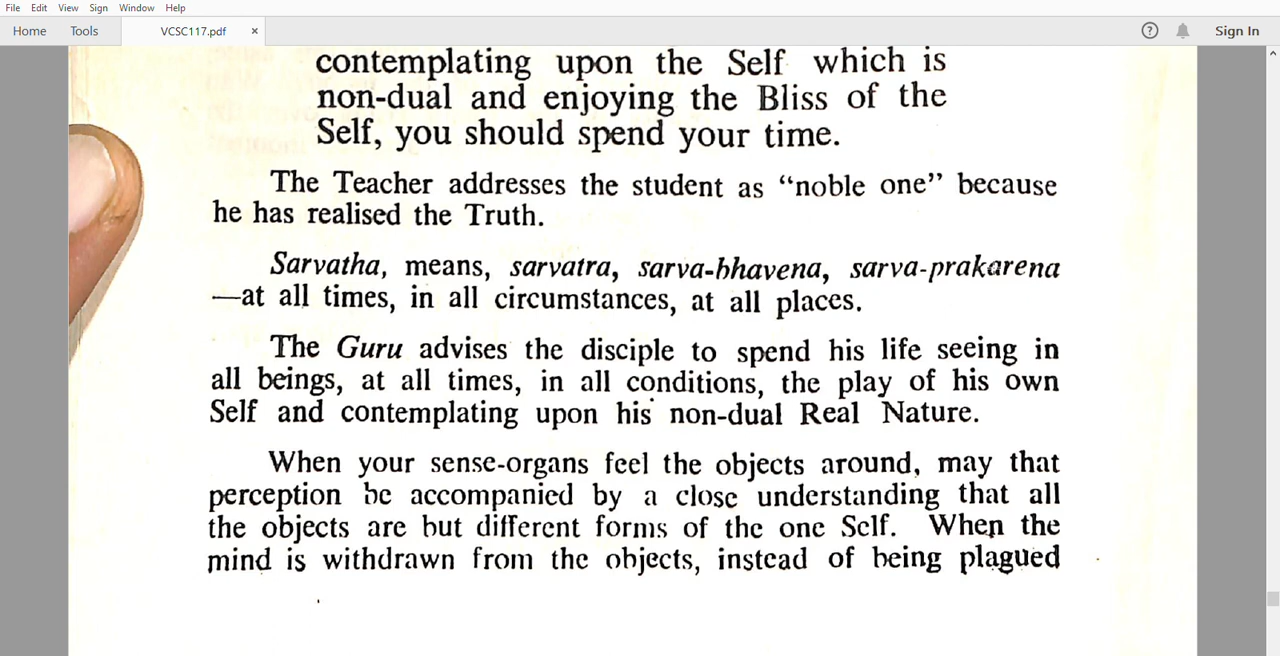 File Edit View Sign Window Help
Home Tools VCSC117.pdf × ? Sign In
contemplating upon the Self which is
non-dual and enjoying the Bliss of the
Self, you should spend your time.
The Teacher addresses the student as “noble one” because
he has realised the Truth.
Sarvatha, means, sarvatra, sarva-bhavena, sarva-prakarena
—at all times, in all circumstances, at all places.
The Guru advises the disciple to spend his life seeing in
all beings, at all times, in all conditions, the play of his own
Self and contemplating upon his non-dual Real Nature.
When your sense-organs feel the objects around, may that
perception be accompanied by a close understanding that all
the objects are but different forms of the one Self. When the
mind is withdrawn from the objects, instead of being plagued